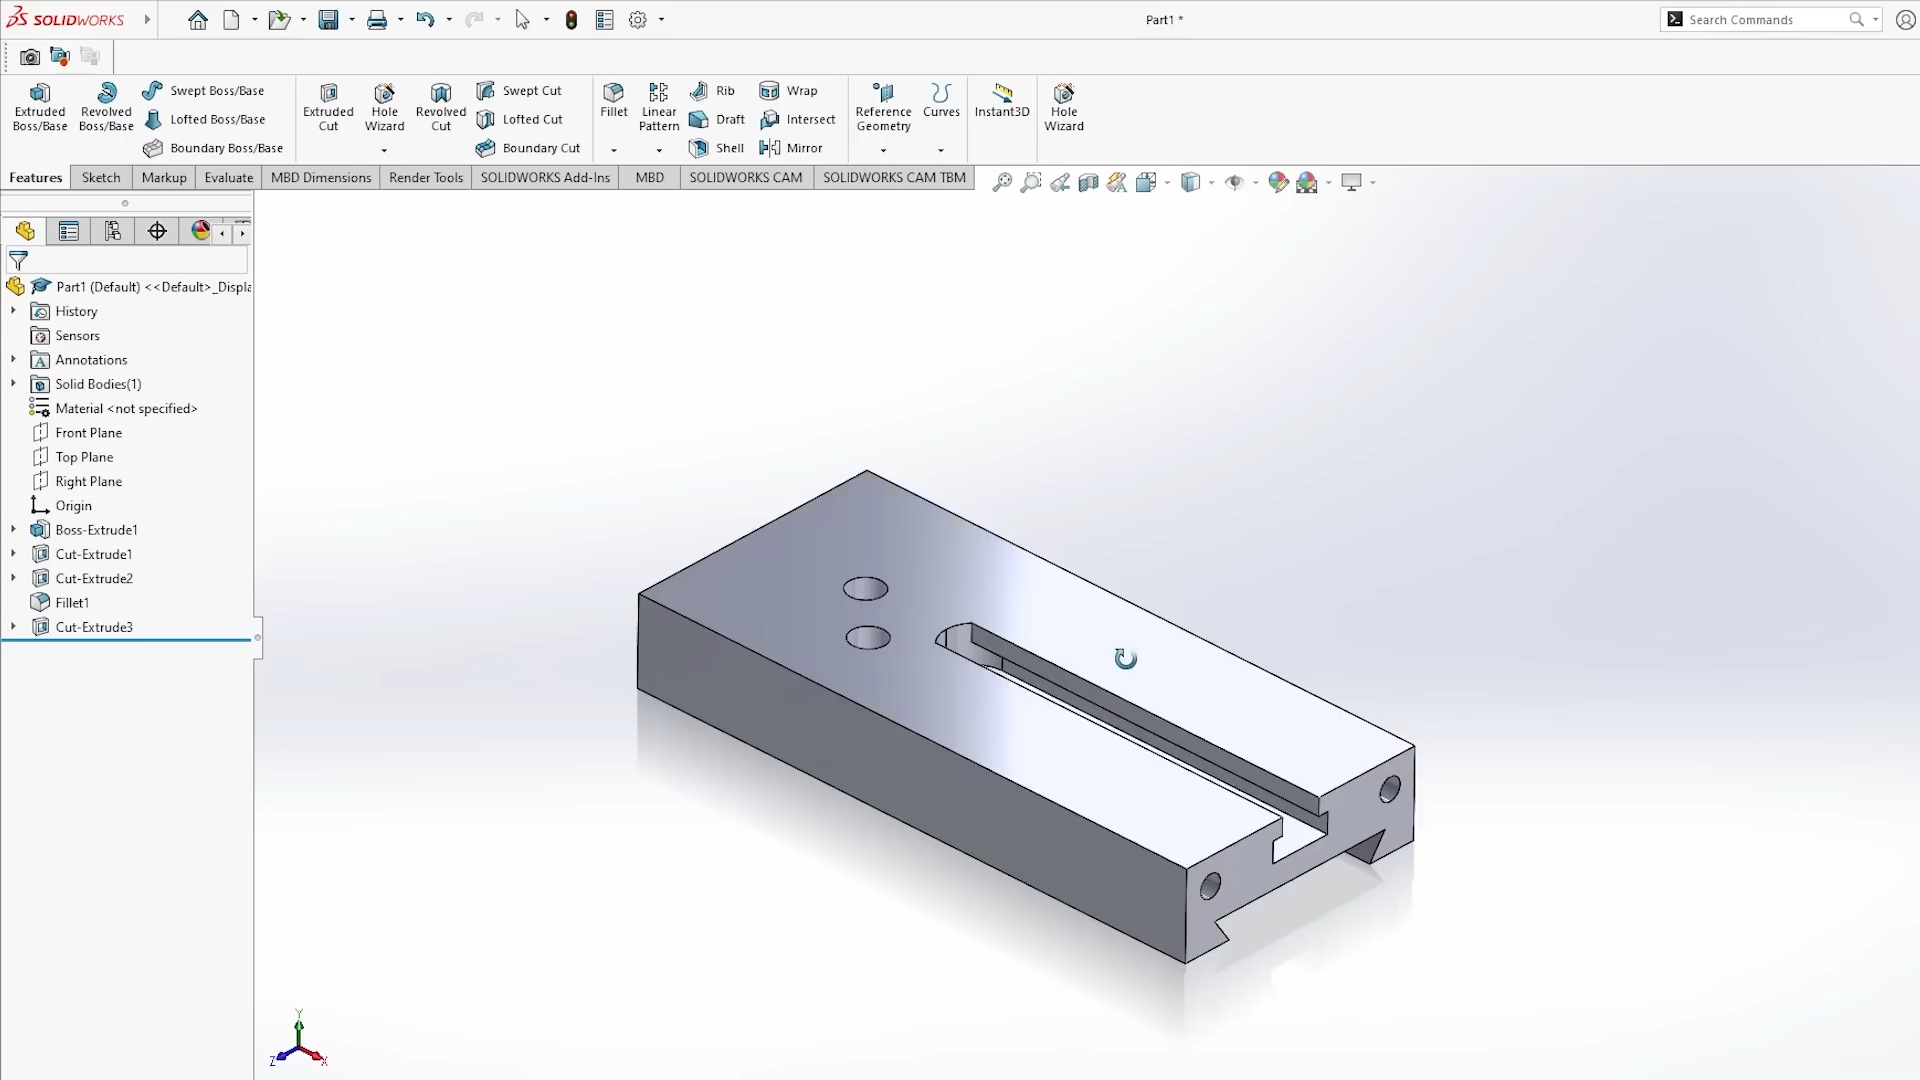 SOLIDWORKS
Part1 *
Search Commands
Extruded Boss/Base
Revolved Boss/Base
Swept Boss/Base
Lofted Boss/Base
Boundary Boss/Base
Extruded Cut
Hole Wizard
Revolved Cut
Swept Cut
Lofted Cut
Boundary Cut
Fillet
Linear Pattern
Rib
Draft
Shell
Wrap
Intersect
Mirror
Reference Geometry
Curves
Instant3D
Hole Wizard
Features
Sketch
Markup
Evaluate
MBD Dimensions
Render Tools
SOLIDWORKS Add-Ins
MBD
SOLIDWORKS CAM
SOLIDWORKS CAM TBM
Part1 (Default) <<Default>_Displa
History
Sensors
A
Annotations
Solid Bodies(1)
Material <not specified>
Front Plane
Top Plane
Right Plane
Origin
Boss-Extrude1
Cut-Extrude1
Cut-Extrude2
Fillet1
Cut-Extrude3
Y
Z
X